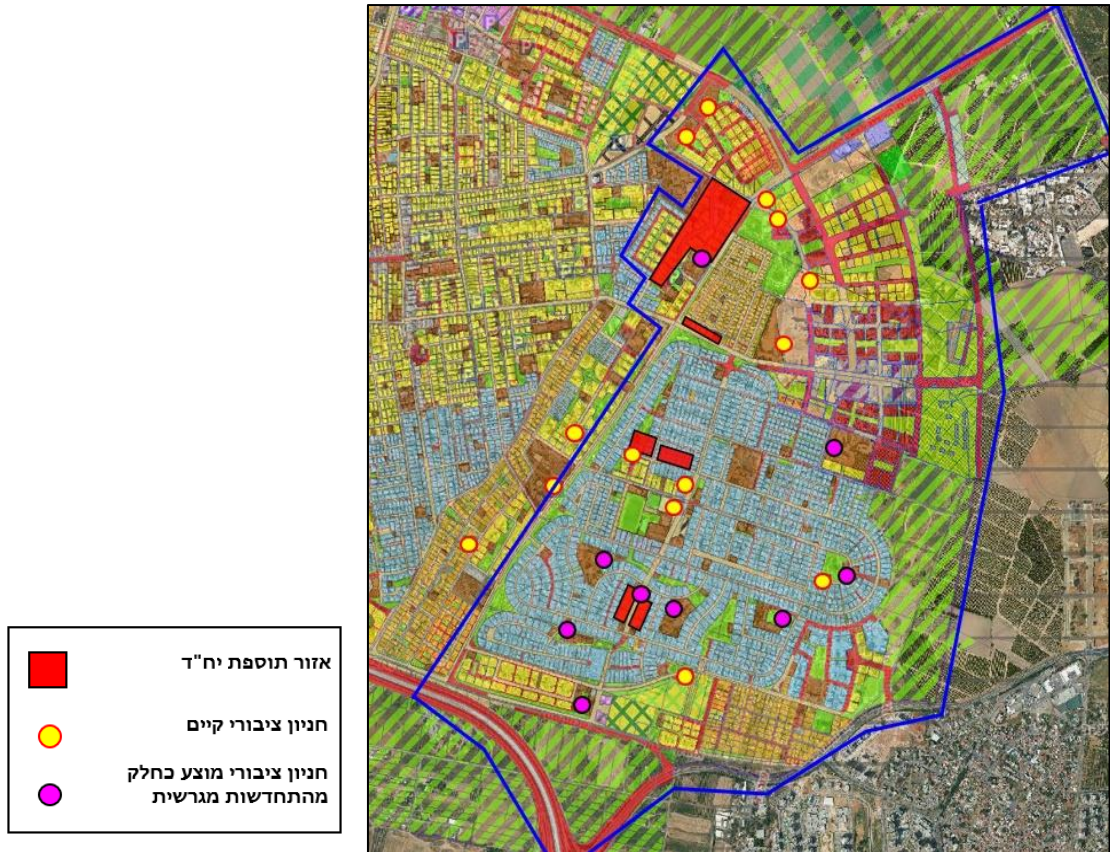 P
P
P
P
אזור תוספת יח"ד
חניון ציבורי קיים
חניון ציבורי מוצע כחלק
מהתחדשות מגרשית